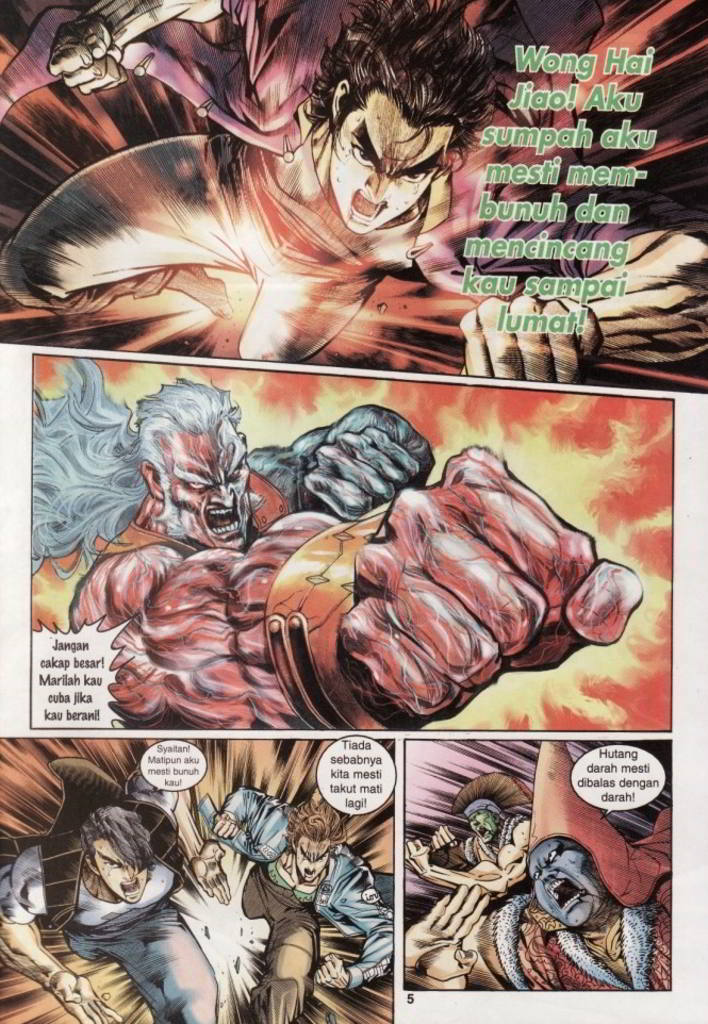 Wong Hai
Jiao! Aku
sumpah aku
mesti mem-
bunuh dan
mencincang
kau sampai
lumat!
Jangan
cakap besar!
Marilah kau
cuba jika
kau berani!
Syaitan!
Matipun aku
mesti bunuh
kau!
Tiada
sebabnya
kita mesti
takut mati
lagi!
Hutang
darah mesti
dibalas dengan
darah!
5